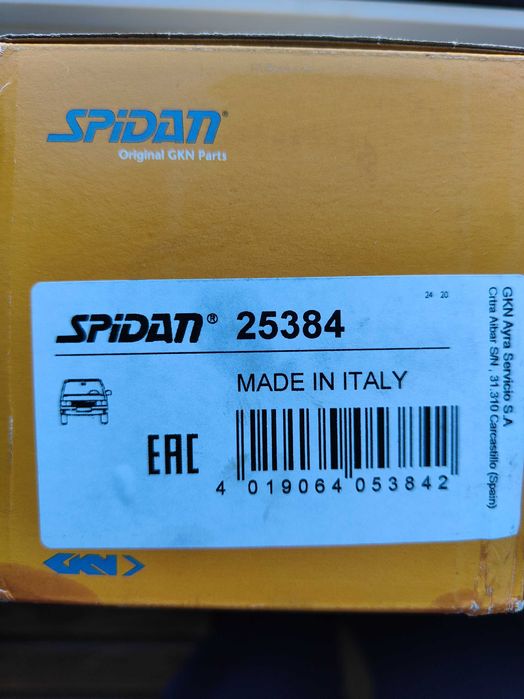 SPiDAN®
Original GKN Parts
24 20
SPiDAN® 25384
MADE IN ITALY
EAC
4 019064 053842
GKN Ayra Servicio S.A
Crtra Aibar S/N , 31.310 Carcastillo (Spain)
GKN